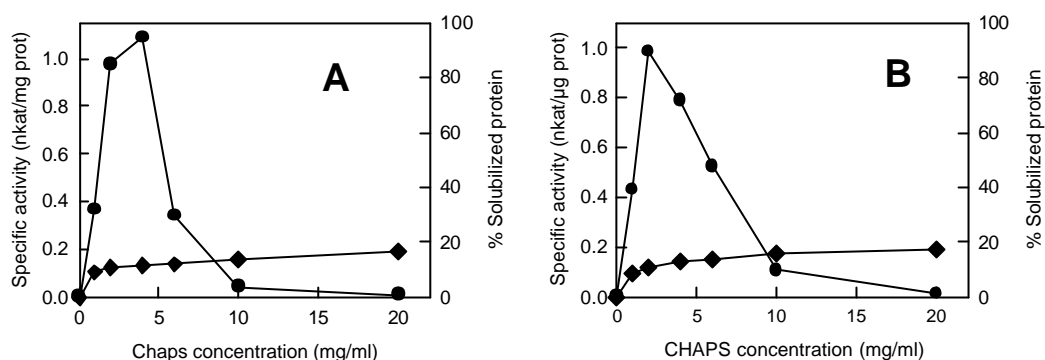 A
Specific activity (nkat/mg prot)
1.0
0.8
0.6
0.4
0.2
0.0
100
80
60
40
20
0
% Solubilized protein
0 5 10 15 20
Chaps concentration (mg/ml)
B
Specific activity (nkat/µg prot)
1.0
0.8
0.6
0.4
0.2
0.0
100
80
60
40
20
0
% Solubilized protein
0 5 10 15 20
CHAPS concentration (mg/ml)